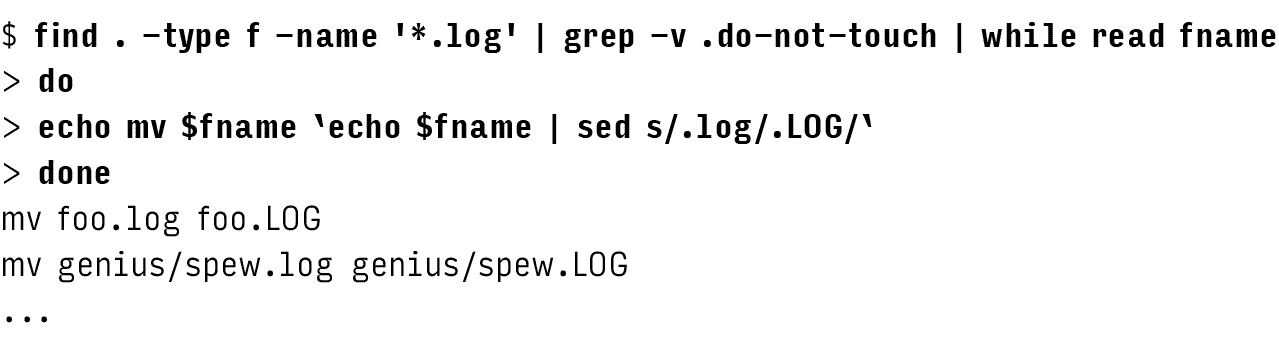 $ find . -type f -name '*.log' | grep -v .do-not-touch | while read fname
> do
> echo mv $fname `echo $fname | sed s/.log/.LOG/`
> done
mv foo.log foo.LOG
mv genius/spew.log genius/spew.LOG
...